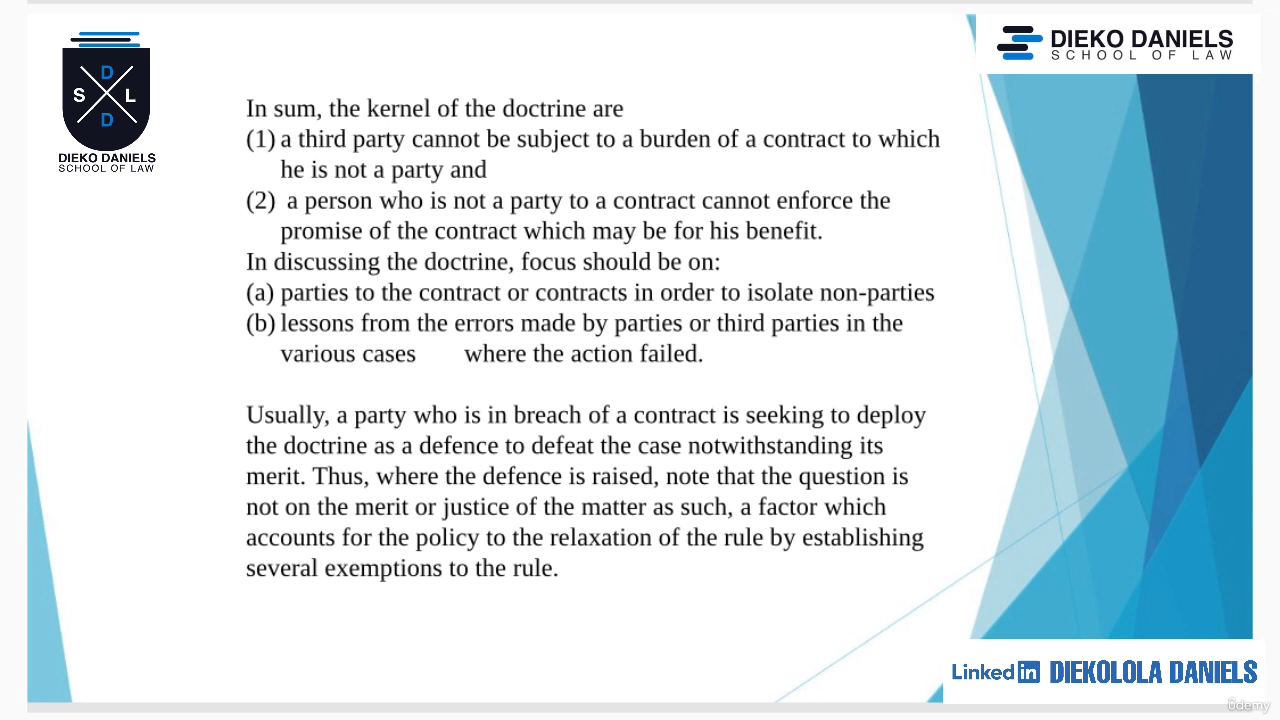 D
S L
D
DIEKO DANIELS
SCHOOL OF LAW
DIEKO DANIELS
SCHOOL OF LAW
In sum, the kernel of the doctrine are
(1) a third party cannot be subject to a burden of a contract to which
he is not a party and
(2) a person who is not a party to a contract cannot enforce the
promise of the contract which may be for his benefit.
In discussing the doctrine, focus should be on:
(a) parties to the contract or contracts in order to isolate non-parties
(b) lessons from the errors made by parties or third parties in the
various cases where the action failed.
Usually, a party who is in breach of a contract is seeking to deploy
the doctrine as a defence to defeat the case notwithstanding its
merit. Thus, where the defence is raised, note that the question is
not on the merit or justice of the matter as such, a factor which
accounts for the policy to the relaxation of the rule by establishing
several exemptions to the rule.
Linked in DIEKOLOLA DANIELS
ûdemy